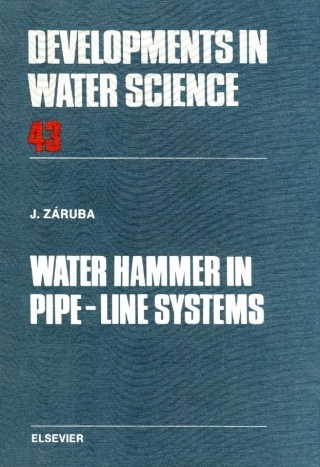 DEVELOPMENTS IN
WATER SCIENCE
43
J. ZÁRUBA
WATER HAMMER IN
PIPE-LINE SYSTEMS
ELSEVIER